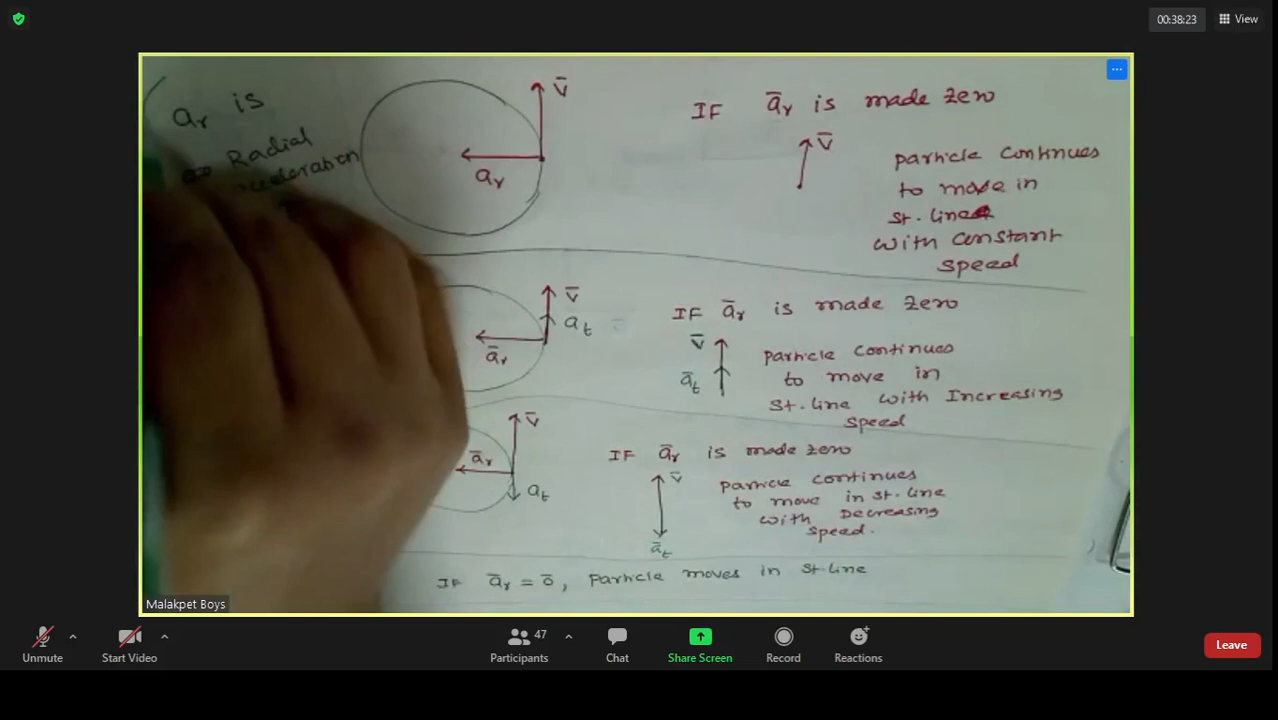 00:38:23
View
aᵣ is
Radial
V̄
aᵣ
IF āᵣ is made zero
V̄
particle continues
to move in
st. line
with constant
speed
V̄
aₜ
āᵣ
IF āᵣ is made zero
V̄
āₜ
particle continues
to move in
st. line with Increasing
speed
V̄
āᵣ
aₜ
IF āᵣ is made zero
V̄
āₜ
particle continues
to move in st. line
with Decreasing
speed.
IF āᵣ = ō, Particle moves in st. line
Malakpet Boys
Unmute
Start Video
Participants
47
Chat
Share Screen
Record
Reactions
Leave